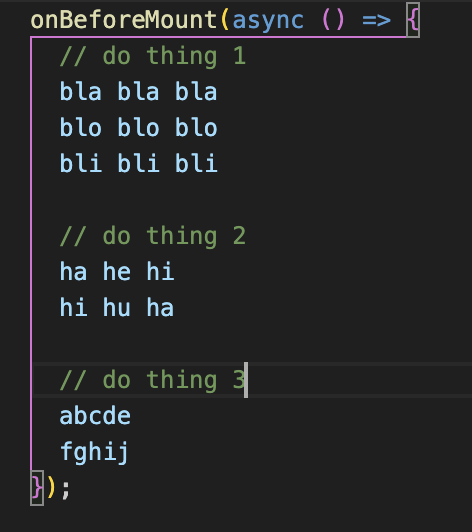 onBeforeMount(async () => {
// do thing 1
bla bla bla
blo blo blo
bli bli bli
// do thing 2
ha he hi
hi hu ha
// do thing 3
abcde
fghij
});